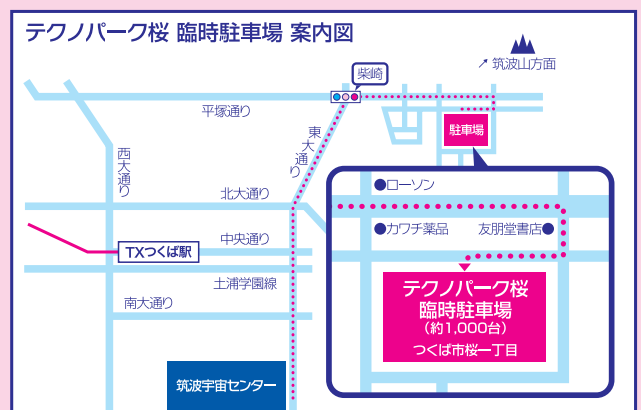 テクノパーク桜 臨時駐車場 案内図
筑波山方面
柴崎
平塚通り
駐車場
東大通り
西大通り
北大通り
中央通り
TXつくば駅
土浦学園線
南大通り
筑波宇宙センター
ローソン
カワチ薬品
友朋堂書店
テクノパーク桜
臨時駐車場
(約1,000台)
つくば市桜一丁目